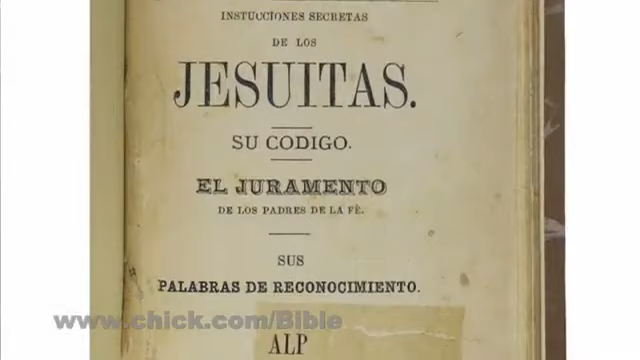 INSTUCCIONES SECRETAS
DE LOS
JESUITAS.
SU CODIGO.
EL JURAMENTO
DE LOS PADRES DE LA FÈ.
SUS
PALABRAS DE RECONOCIMIENTO.
www.chick.com/Bible
ALP